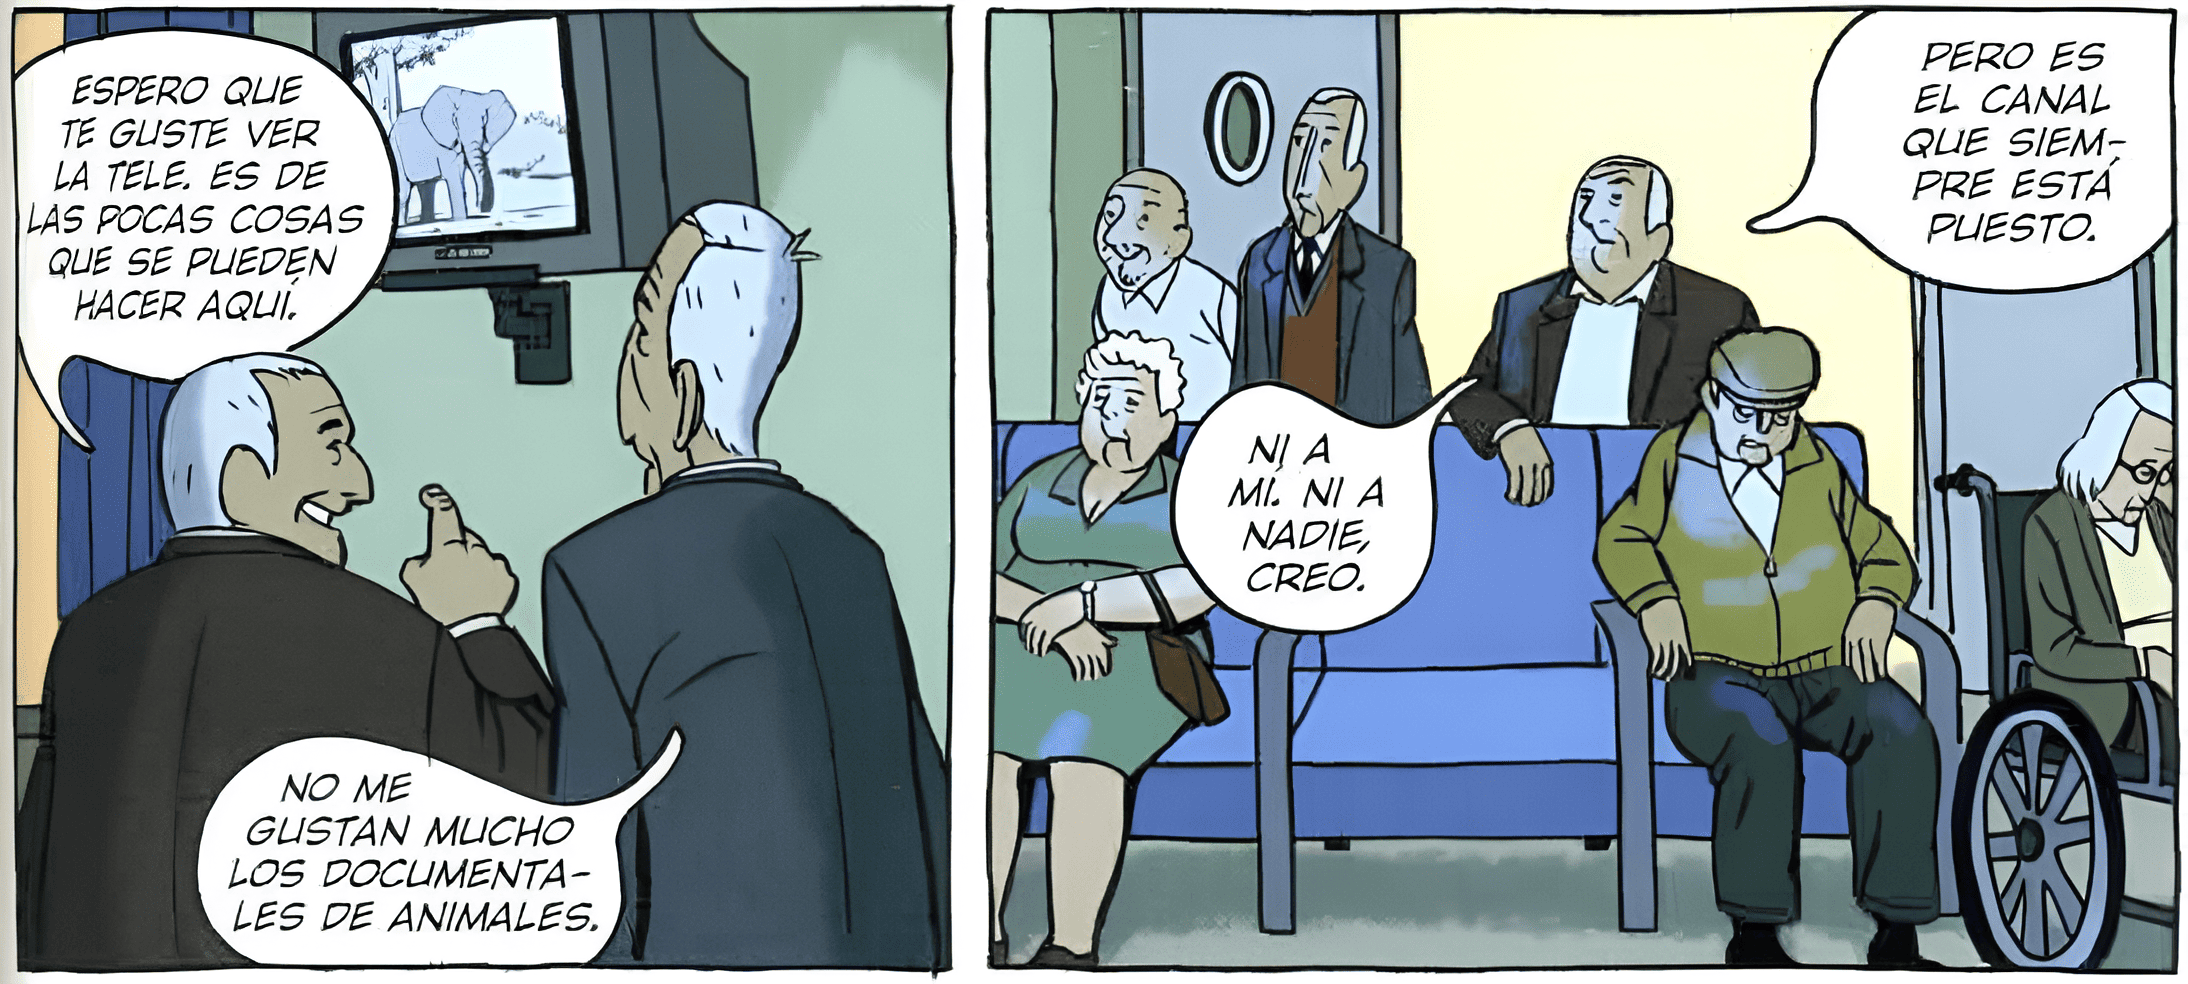 ESPERO QUE
TE GUSTE VER
LA TELE. ES DE
LAS POCAS COSAS
QUE SE PUEDEN
HACER AQUÍ.
NO ME
GUSTAN MUCHO
LOS DOCUMENTA-
LES DE ANIMALES.
NI A
MÍ. NI A
NADIE,
CREO.
PERO ES
EL CANAL
QUE SIEM-
PRE ESTÁ
PUESTO.